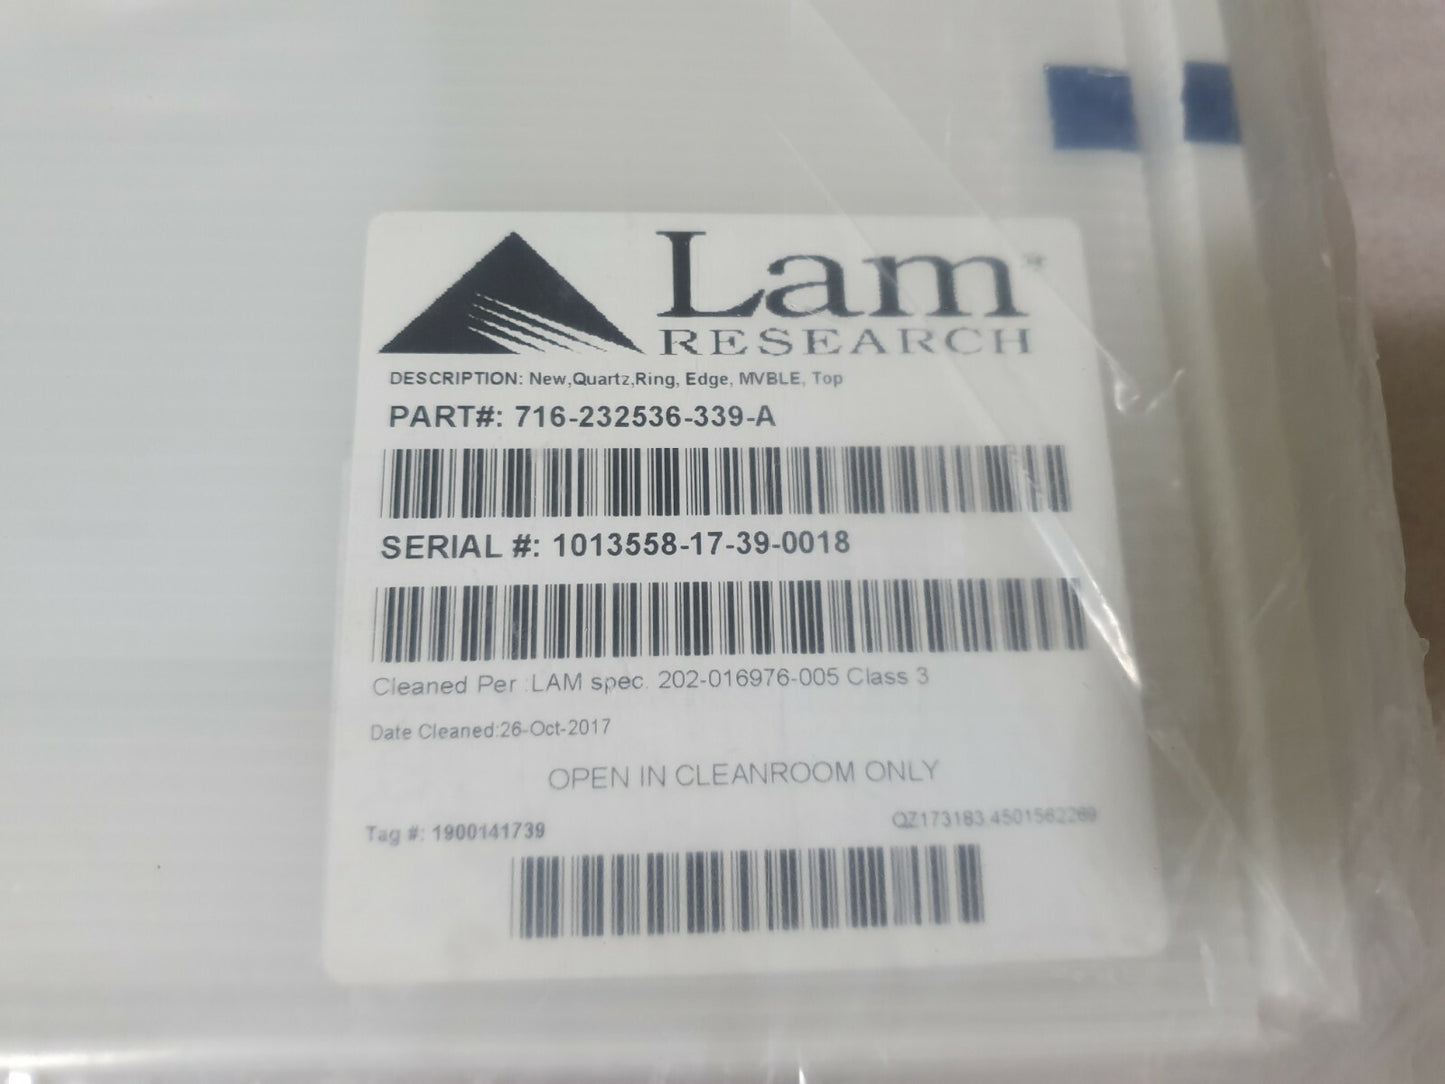 Lam®
RESEARCH
DESCRIPTION: New,Quartz,Ring, Edge, MVBLE, Top
PART#: 716-232536-339-A
SERIAL #: 1013558-17-39-0018
Cleaned Per :LAM spec. 202-016976-005 Class 3
Date Cleaned:26-Oct-2017
OPEN IN CLEANROOM ONLY
Tag #: 1900141739
QZ173183.4501562269